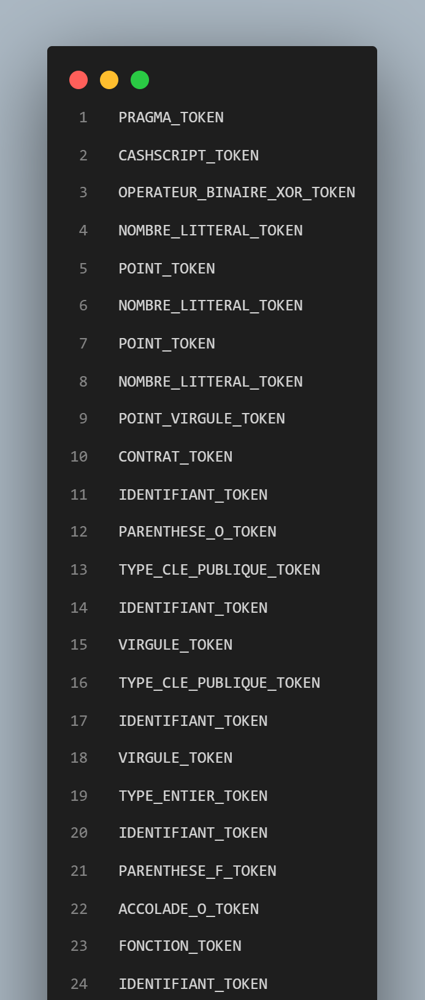 1 PRAGMA_TOKEN
2 CASHSCRIPT_TOKEN
3 OPERATEUR_BINAIRE_XOR_TOKEN
4 NOMBRE_LITTERAL_TOKEN
5 POINT_TOKEN
6 NOMBRE_LITTERAL_TOKEN
7 POINT_TOKEN
8 NOMBRE_LITTERAL_TOKEN
9 POINT_VIRGULE_TOKEN
10 CONTRAT_TOKEN
11 IDENTIFIANT_TOKEN
12 PARENTHESE_O_TOKEN
13 TYPE_CLE_PUBLIQUE_TOKEN
14 IDENTIFIANT_TOKEN
15 VIRGULE_TOKEN
16 TYPE_CLE_PUBLIQUE_TOKEN
17 IDENTIFIANT_TOKEN
18 VIRGULE_TOKEN
19 TYPE_ENTIER_TOKEN
20 IDENTIFIANT_TOKEN
21 PARENTHESE_F_TOKEN
22 ACCOLADE_O_TOKEN
23 FONCTION_TOKEN
24 IDENTIFIANT_TOKEN